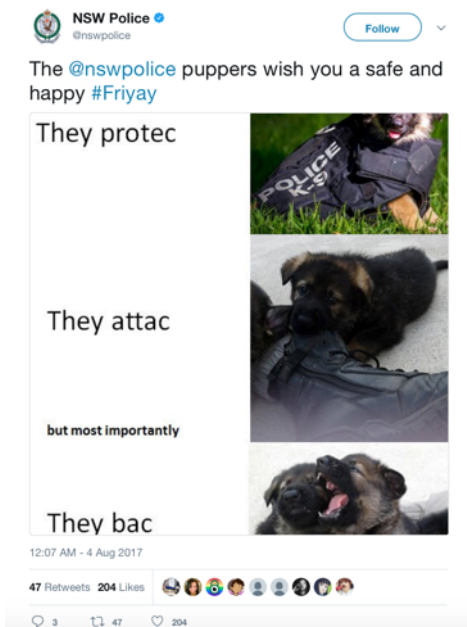 NSW Police
@nswpolice
Follow
The @nswpolice puppers wish you a safe and
happy #Friyay
They protec
POLICE
K-9
They attac
but most importantly
They bac
12:07 AM - 4 Aug 2017
47 Retweets 204 Likes
3 47 204